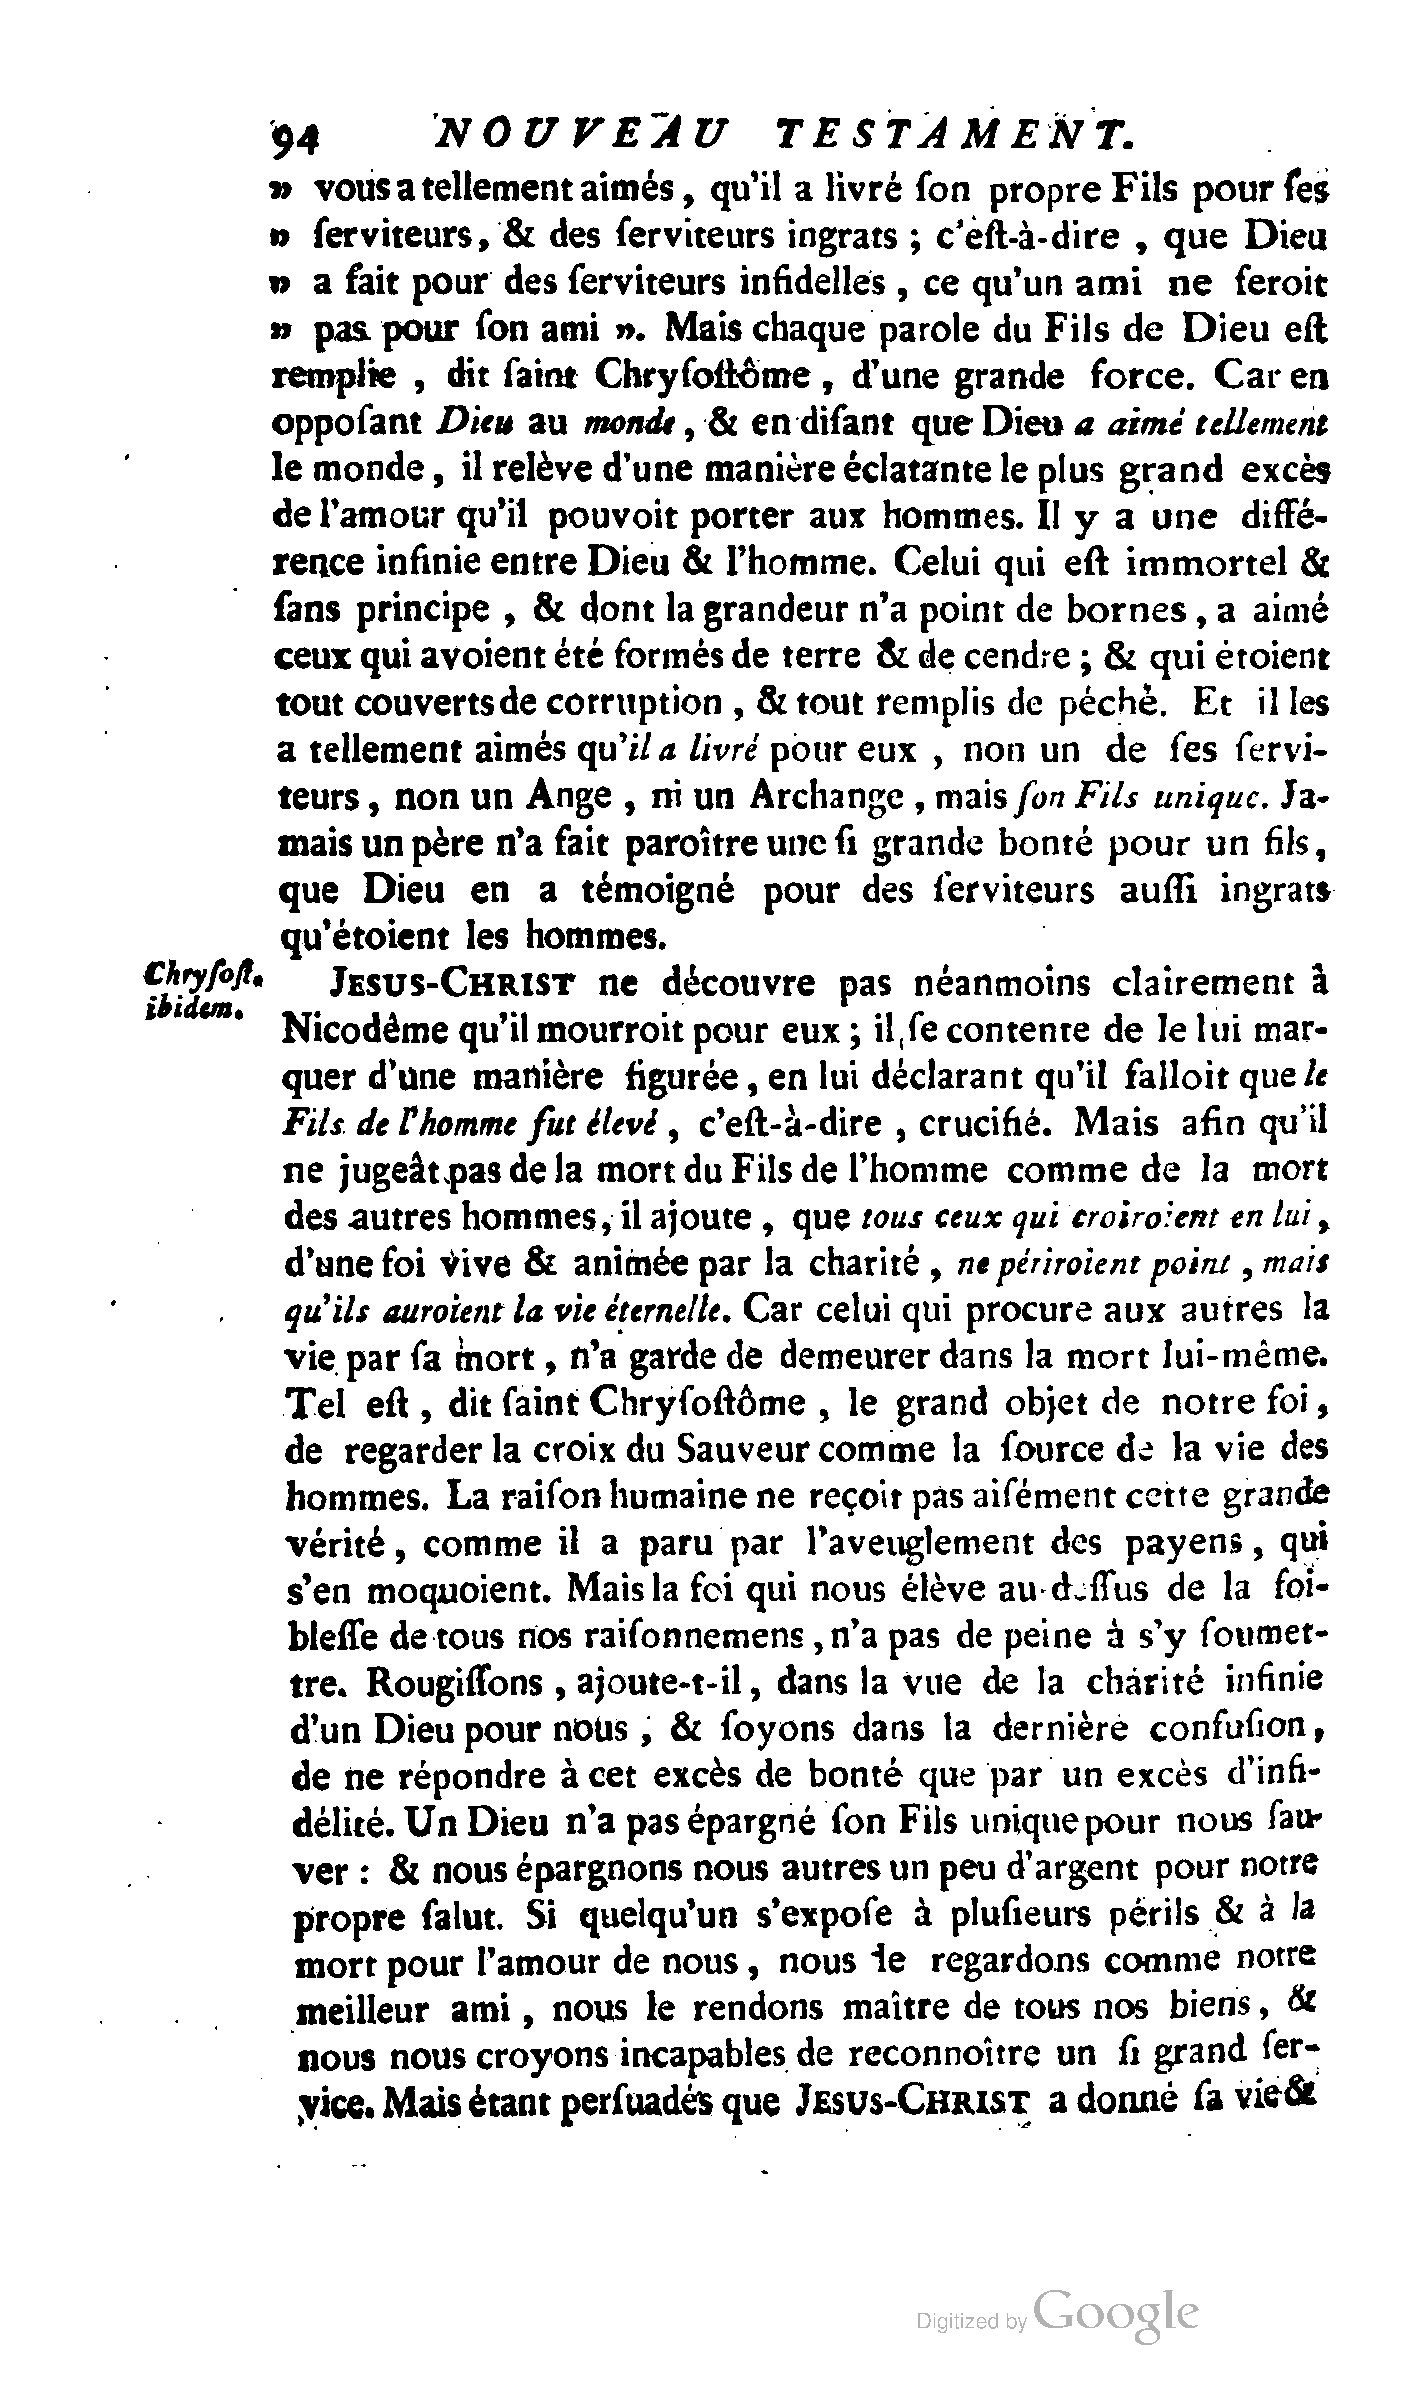 94 NOUVEAU TESTAMENT.
» vous a tellement aimés, qu'il a livré ſon propre Fils pour ſes
» ſerviteurs, & des ſerviteurs ingrats ; c'eſt-à-dire, que Dieu
» a fait pour des ſerviteurs infidelles, ce qu'un ami ne feroit
» pas pour ſon ami ». Mais chaque parole du Fils de Dieu eſt
remplie, dit ſaint Chryſoſtôme, d'une grande force. Car en
oppoſant Dieu au monde, & en diſant que Dieu a aimé tellement
le monde, il relève d'une manière éclatante le plus grand excès
de l'amour qu'il pouvoit porter aux hommes. Il y a une diffé-
rence infinie entre Dieu & l'homme. Celui qui eſt immortel &
ſans principe, & dont la grandeur n'a point de bornes, a aimé
ceux qui avoient été formés de terre & de cendre ; & qui étoient
tout couverts de corruption, & tout remplis de péché. Et il les
a tellement aimés qu'il a livré pour eux, non un de ſes ſervi-
teurs, non un Ange, ni un Archange, mais ſon Fils unique. Ja-
mais un père n'a fait paroître une ſi grande bonté pour un fils,
que Dieu en a témoigné pour des ſerviteurs auſſi ingrats
qu'étoient les hommes.
Chryſoſt.
ibidem.
JESUS-CHRIST ne découvre pas néanmoins clairement à
Nicodême qu'il mourroit pour eux ; il ſe contente de le lui mar-
quer d'une manière figurée, en lui déclarant qu'il falloit que le
Fils de l'homme fut élevé, c'eſt-à-dire, crucifié. Mais afin qu'il
ne jugeât pas de la mort du Fils de l'homme comme de la mort
des autres hommes, il ajoute, que tous ceux qui croiroient en lui,
d'une foi vive & animée par la charité, ne périroient point, mais
qu'ils auroient la vie éternelle. Car celui qui procure aux autres la
vie par ſa mort, n'a garde de demeurer dans la mort lui-même.
Tel eſt, dit ſaint Chryſoſtôme, le grand objet de notre foi,
de regarder la croix du Sauveur comme la ſource de la vie des
hommes. La raiſon humaine ne reçoit pas aiſément cette grande
vérité, comme il a paru par l'aveuglement des payens, qui
s'en moquoient. Mais la foi qui nous élève au-deſſus de la foi-
bleſſe de tous nos raiſonnemens, n'a pas de peine à s'y ſoumet-
tre. Rougiſſons, ajoute-t-il, dans la vue de la charité infinie
d'un Dieu pour nous ; & ſoyons dans la dernière confuſion,
de ne répondre à cet excès de bonté que par un excès d'infi-
délité. Un Dieu n'a pas épargné ſon Fils unique pour nous ſau-
ver : & nous épargnons nous autres un peu d'argent pour notre
propre ſalut. Si quelqu'un s'expoſe à pluſieurs périls & à la
mort pour l'amour de nous, nous le regardons comme notre
meilleur ami, nous le rendons maître de tous nos biens, &
nous nous croyons incapables de reconnoître un ſi grand ſer-
vice. Mais étant perſuadés que JESUS-CHRIST a donné ſa vie &
Digitized by Google